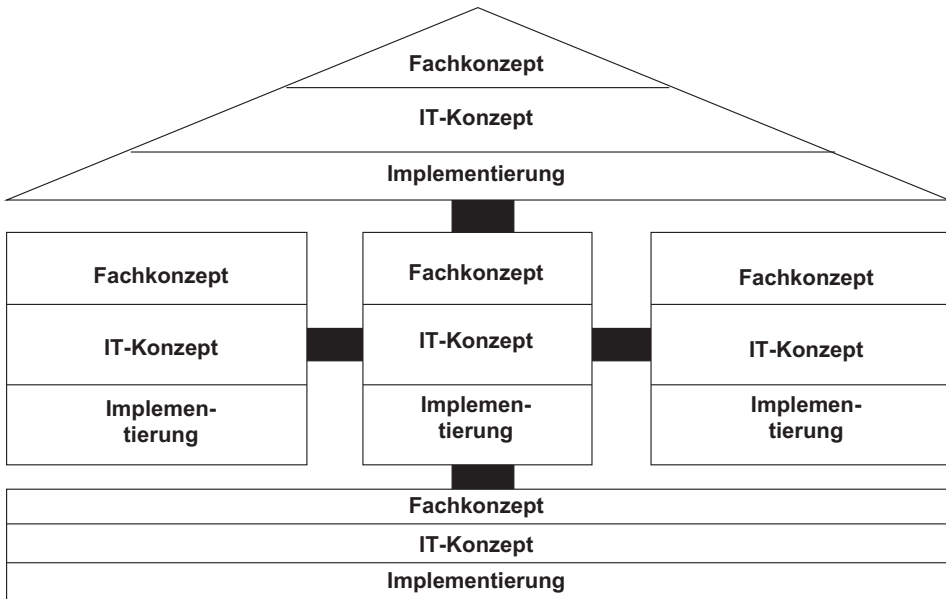 Fachkonzept
IT-Konzept
Implementierung
Fachkonzept
IT-Konzept
Implemen-
tierung
Fachkonzept
IT-Konzept
Implemen-
tierung
Fachkonzept
IT-Konzept
Implemen-
tierung
Fachkonzept
IT-Konzept
Implementierung